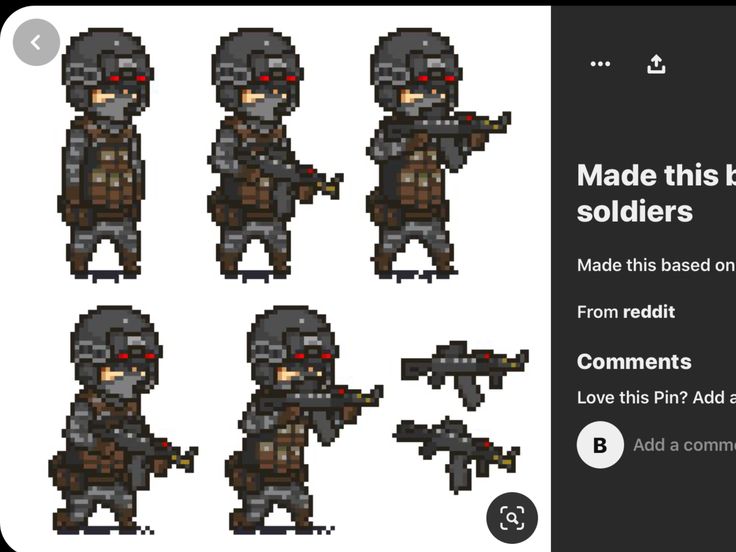 Made this b
soldiers
Made this based on
From reddit
Comments
Love this Pin? Add a
B
Add a comme